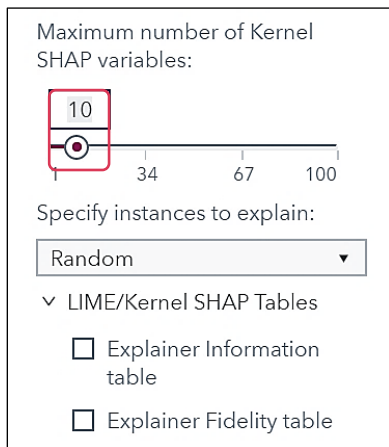 Maximum number of Kernel
SHAP variables:
10
1 34 67 100
Specify instances to explain:
Random
LIME/Kernel SHAP Tables
Explainer Information
table
Explainer Fidelity table